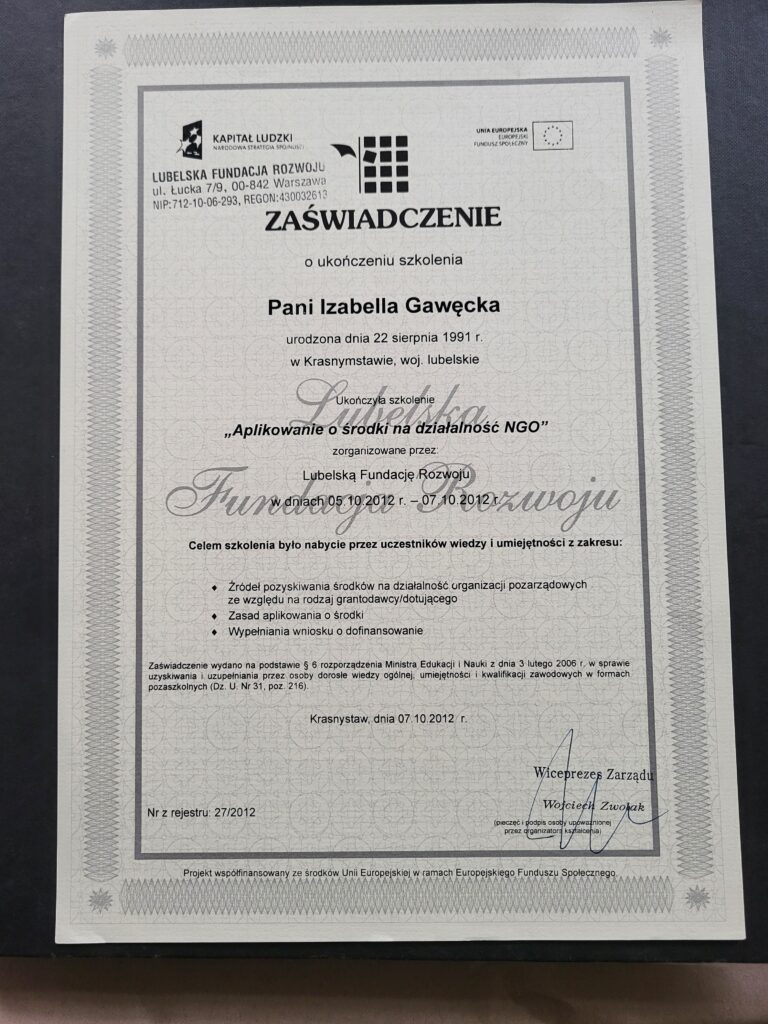 KAPITAŁ LUDZKI
NARODOWA STRATEGIA SPÓJNOŚCI
UNIA EUROPEJSKA
EUROPEJSKI
FUNDUSZ SPOŁECZNY
LUBELSKA FUNDACJA ROZWOJU
ul. Łucka 7/9, 00-842 Warszawa
NIP:712-10-06-293, REGON:430032613
ZAŚWIADCZENIE
o ukończeniu szkolenia
Pani Izabella Gawęcka
urodzona dnia 22 sierpnia 1991 r.
w Krasnymstawie, woj. lubelskie
Lubelska
Ukończyła szkolenie
„Aplikowanie o środki na działalność NGO”
zorganizowane przez:
Lubelską Fundację Rozwoju
Fundacja Rozwoju
w dniach 05.10.2012 r. – 07.10.2012 r.
Celem szkolenia było nabycie przez uczestników wiedzy i umiejętności z zakresu:
♦ Źródeł pozyskiwania środków na działalność organizacji pozarządowych
ze względu na rodzaj grantodawcy/dotującego
♦ Zasad aplikowania o środki
♦ Wypełniania wniosku o dofinansowanie
Zaświadczenie wydano na podstawie § 6 rozporządzenia Ministra Edukacji i Nauki z dnia 3 lutego 2006 r. w sprawie
uzyskiwania i uzupełniania przez osoby dorosłe wiedzy ogólnej, umiejętności i kwalifikacji zawodowych w formach
pozaszkolnych (Dz. U. Nr 31, poz. 216).
Krasnystaw, dnia 07.10.2012 r.
Wiceprezes Zarządu
Wojciech Zwolak
Nr z rejestru: 27/2012
(pieczęć i podpis osoby upoważnionej
przez organizatora kształcenia)
Projekt współfinansowany ze środków Unii Europejskiej w ramach Europejskiego Funduszu Społecznego